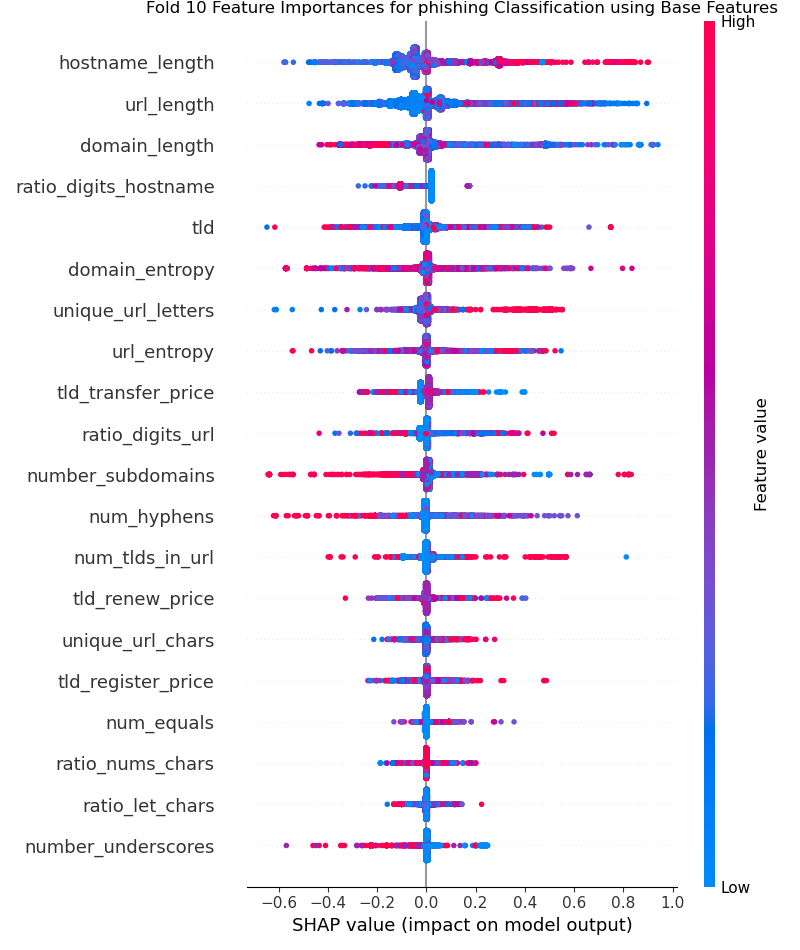 Fold 10 Feature Importances for phishing Classification using Base Features
High
hostname_length
url_length
domain_length
ratio_digits_hostname
tld
domain_entropy
unique_url_letters
url_entropy
tld_transfer_price
ratio_digits_url
number_subdomains
num_hyphens
num_tlds_in_url
tld_renew_price
unique_url_chars
tld_register_price
num_equals
ratio_nums_chars
ratio_let_chars
number_underscores
Feature value
Low
−0.6 −0.4 −0.2 0.0 0.2 0.4 0.6 0.8 1.0
SHAP value (impact on model output)